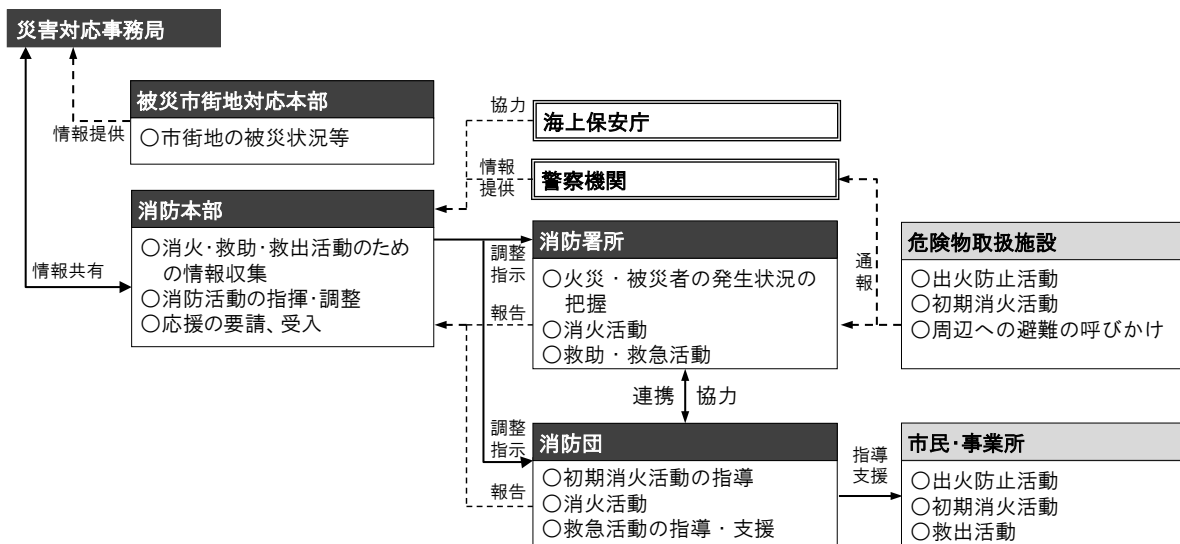 災害対応事務局
被災市街地対応本部
○市街地の被災状況等
情報提供
協力
海上保安庁
情報
提供
警察機関
消防本部
○消火・救助・救出活動のため
の情報収集
○消防活動の指揮・調整
○応援の要請、受入
情報共有
調整
指示
報告
消防署所
○火災・被災者の発生状況の
把握
○消火活動
○救助・救急活動
通
報
危険物取扱施設
○出火防止活動
○初期消火活動
○周辺への避難の呼びかけ
連携
協力
調整
指示
報告
消防団
○初期消火活動の指導
○消火活動
○救急活動の指導・支援
指導
支援
市民・事業所
○出火防止活動
○初期消火活動
○救出活動